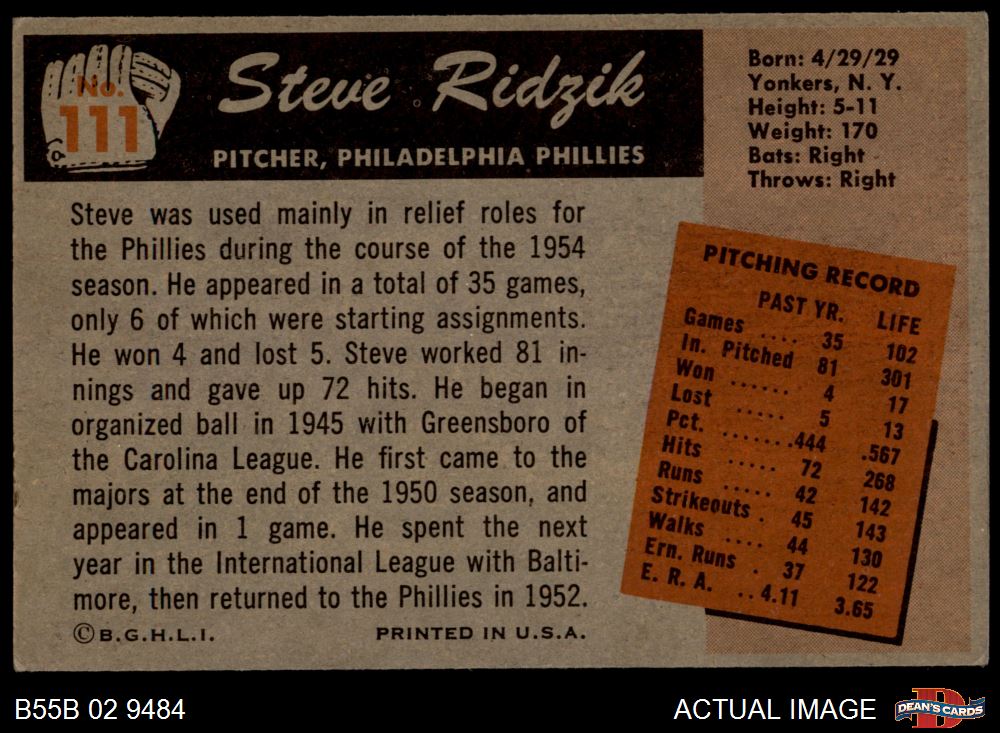 No.
111
Steve Ridzik
PITCHER, PHILADELPHIA PHILLIES
Born: 4/29/29
Yonkers, N. Y.
Height: 5-11
Weight: 170
Bats: Right
Throws: Right
Steve was used mainly in relief roles for
the Phillies during the course of the 1954
season. He appeared in a total of 35 games,
only 6 of which were starting assignments.
He won 4 and lost 5. Steve worked 81 in-
nings and gave up 72 hits. He began in
organized ball in 1945 with Greensboro of
the Carolina League. He first came to the
majors at the end of the 1950 season, and
appeared in 1 game. He spent the next
year in the International League with Balti-
more, then returned to the Phillies in 1952.
© B.G.H.L.I. PRINTED IN U.S.A.
PITCHING RECORD
PAST YR. LIFE
Games .... 35 102
In. Pitched 81 301
Won ...... 4 17
Lost ..... 5 13
Pct. .......444 .567
Hits ..... 72 268
Runs ..... 42 142
Strikeouts . 45 143
Walks .... 44 130
Ern. Runs . 37 122
E. R. A. ..4.11 3.65
B55B 02 9484
ACTUAL IMAGE
D
DEAN'S CARDS